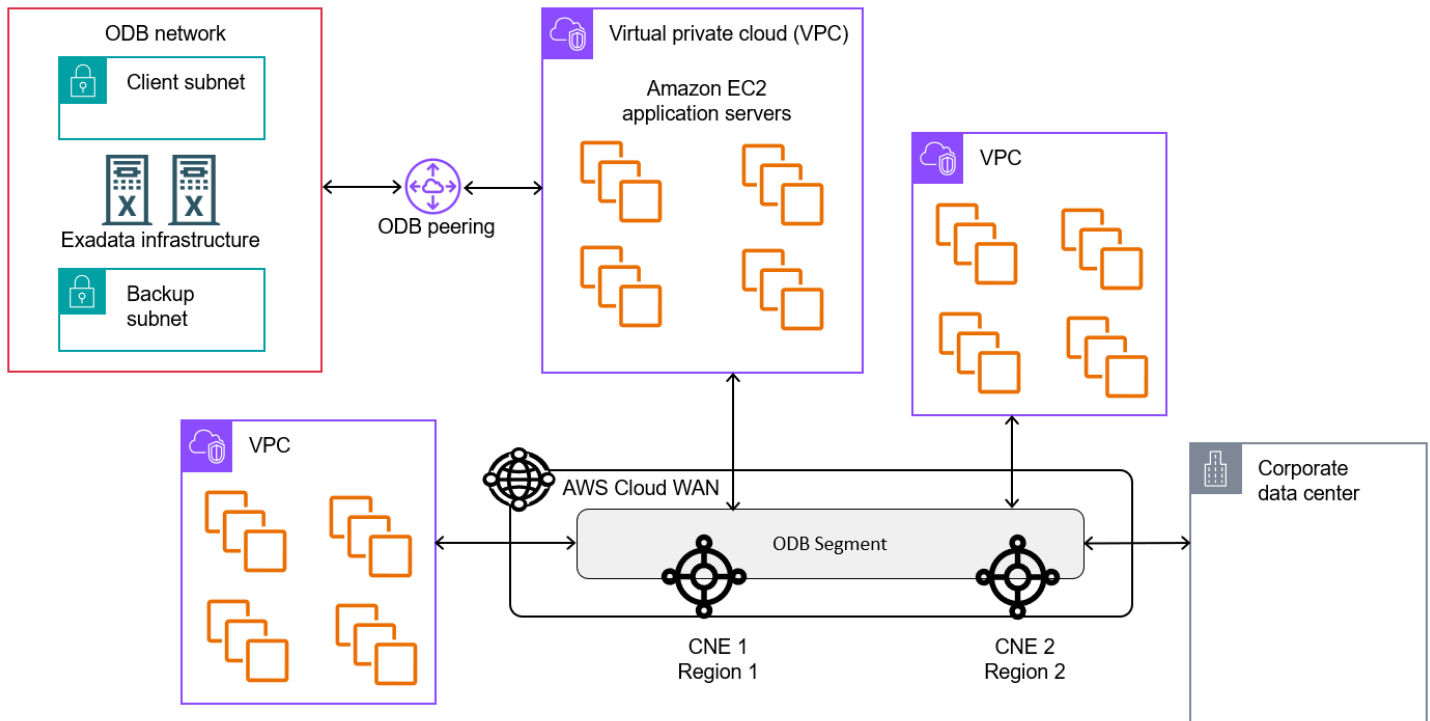 ODB network
Client subnet
X X
Exadata infrastructure
Backup
subnet
ODB peering
Virtual private cloud (VPC)
Amazon EC2
application servers
VPC
VPC
AWS Cloud WAN
ODB Segment
CNE 1
Region 1
CNE 2
Region 2
Corporate
data center